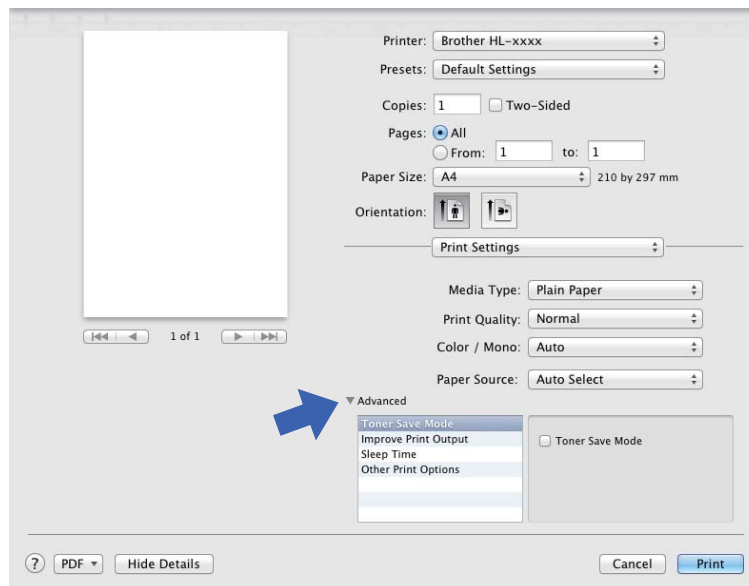 Printer: Brother HL-xxxx
Presets: Default Settings
Copies: 1 Two-Sided
Pages: All
From: 1 to: 1
Paper Size: A4 210 by 297 mm
Orientation:
Print Settings
Media Type: Plain Paper
Print Quality: Normal
1 of 1
Color / Mono: Auto
Paper Source: Auto Select
Advanced
Toner Save Mode
Improve Print Output
Toner Save Mode
Sleep Time
Other Print Options
? PDF Hide Details Cancel Print